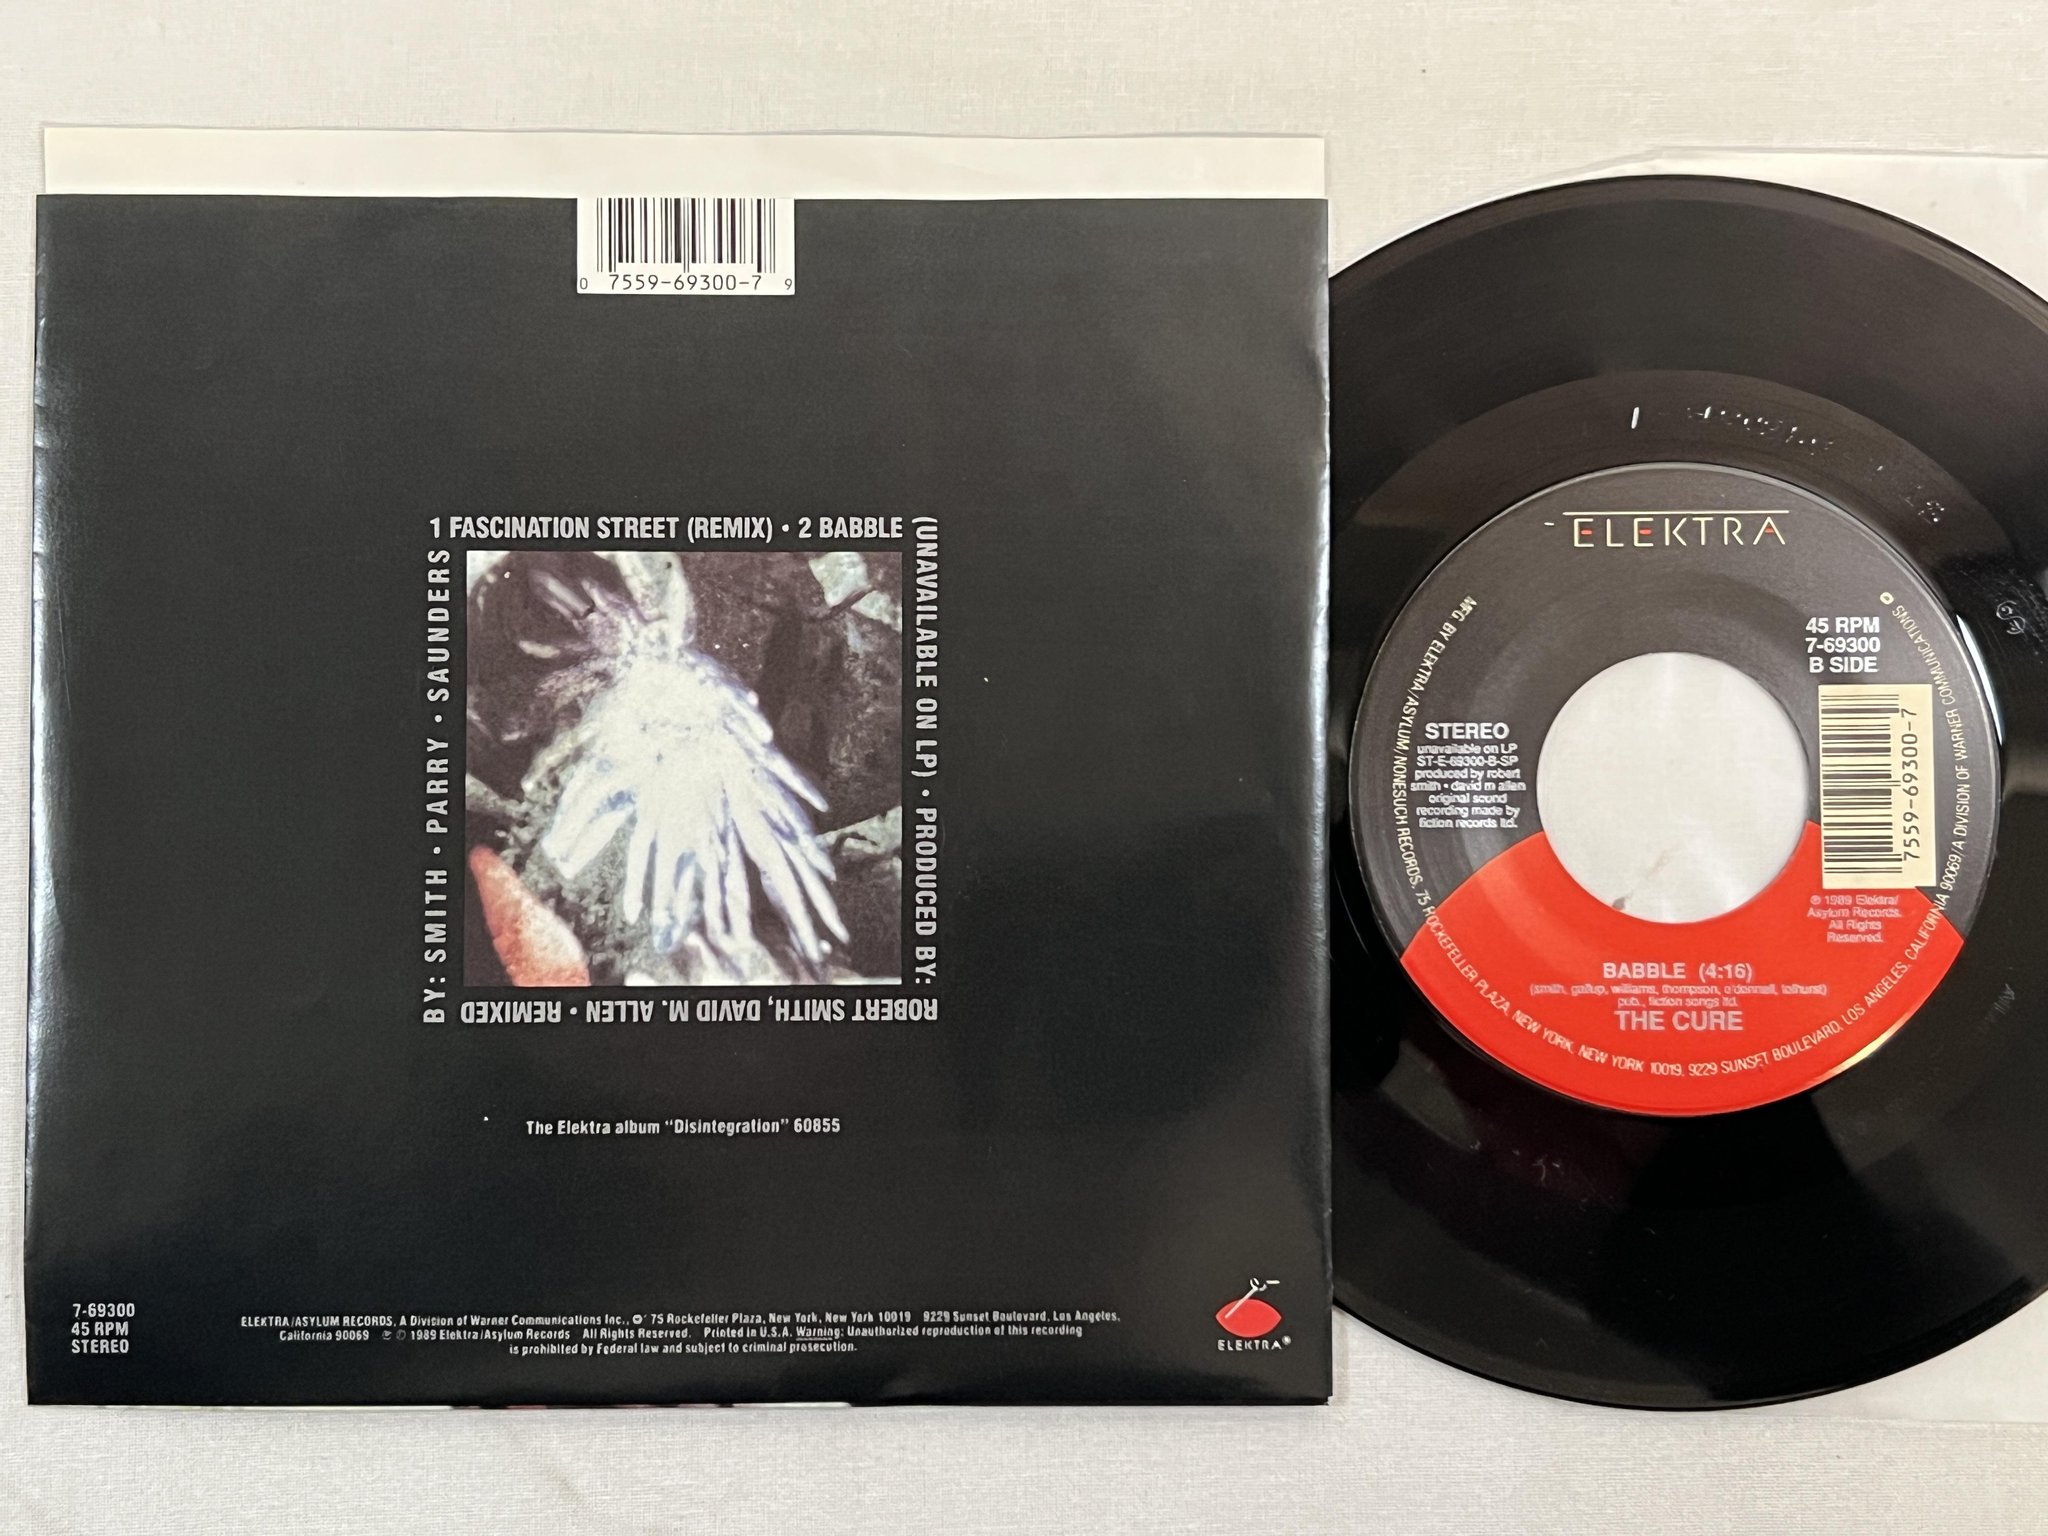 0 7559-69300-7 9
1 FASCINATION STREET (REMIX) • 2 BABBLE
(UNAVAILABLE ON LP) • PRODUCED BY:
ROBERT SMITH, DAVID M. ALLEN • REMIXED
BY: SMITH • PARRY • SAUNDERS
The Elektra album "Disintegration" 60855
7-69300
45 RPM
STEREO
ELEKTRA/ASYLUM RECORDS, A Division of Warner Communications Inc., 75 Rockefeller Plaza, New York, New York 10019 9229 Sunset Boulevard, Los Angeles,
California 90069 ℗ © 1989 Elektra/Asylum Records All Rights Reserved. Printed in U.S.A. Warning: Unauthorized reproduction of this recording
is prohibited by Federal law and subject to criminal prosecution.
ELEKTRA®
ELEKTRA
45 RPM
7-69300
B SIDE
STEREO
unavailable on LP
ST-E-69300-B-SP
produced by robert
smith • david m allen
original sound
recording made by
fiction records ltd.
7559-69300-7
℗ 1989 Elektra/
Asylum Records.
All Rights
Reserved.
BABBLE (4:16)
(smith, gallup, williams, thompson, o'donnell, tolhurst)
pub., fiction songs ltd.
THE CURE
MFG. BY ELEKTRA/ASYLUM/NONESUCH RECORDS, 75 ROCKEFELLER PLAZA, NEW YORK, NEW YORK 10019, 9229 SUNSET BOULEVARD, LOS ANGELES, CALIFORNIA 90069/A DIVISION OF WARNER COMMUNICATIONS